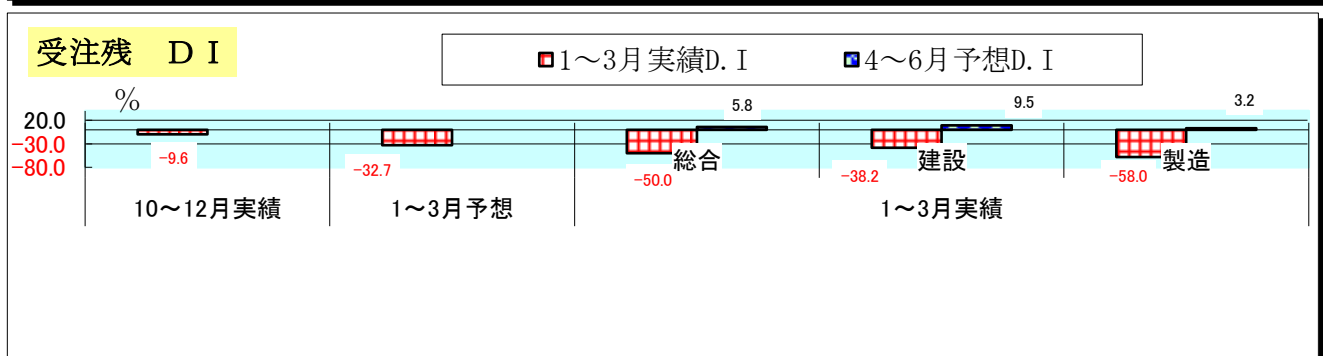 受注残　ＤＩ
1～3月実績D.I
4～6月予想D.I
%
5.8
9.5
3.2
20.0
-30.0
-80.0
-9.6
-32.7
-50.0
総合
-38.2
建設
-58.0
製造
10～12月実績
1～3月予想
1～3月実績